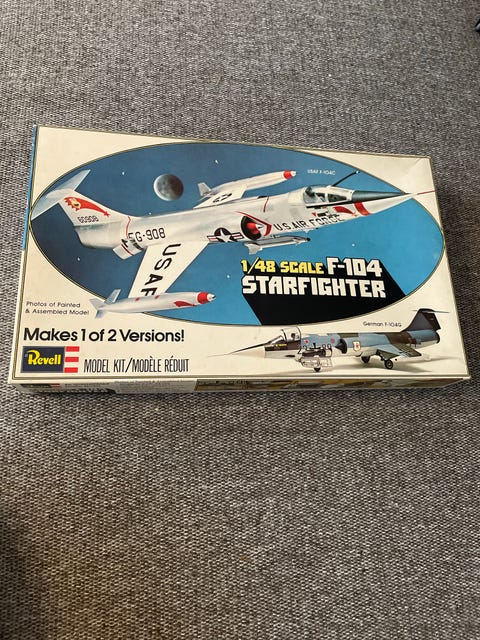 USAF F-104C
60908
FG-908
U.S. AIR FORCE
USAF
1/48 SCALE F-104
STARFIGHTER
Photos of Painted
& Assembled Model
Makes 1 of 2 Versions!
German F-104G
Revell
MODEL KIT/MODÈLE RÉDUIT